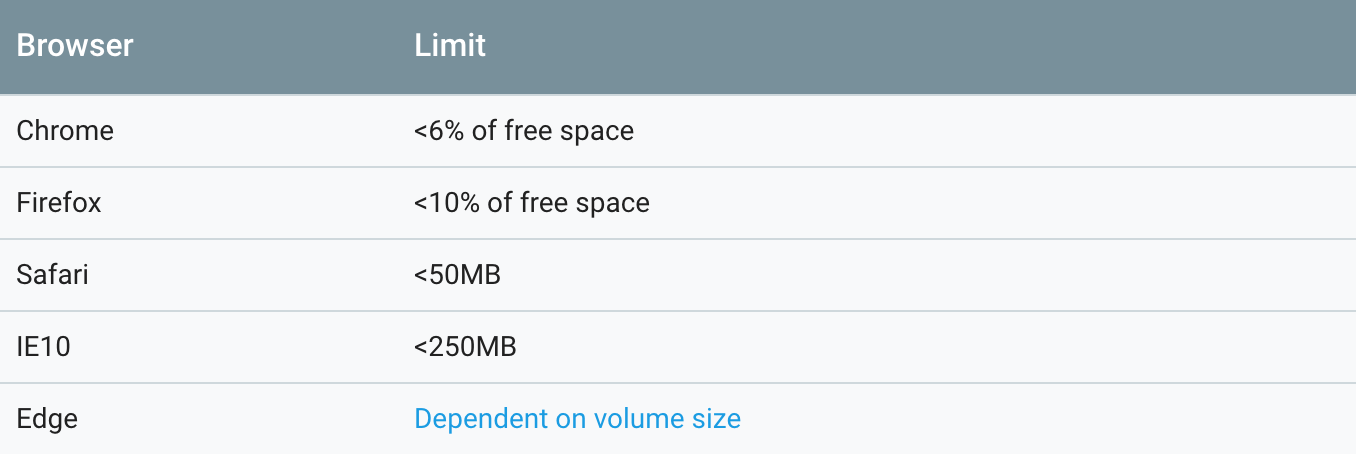 Browser Limit
Chrome <6% of free space
Firefox <10% of free space
Safari <50MB
IE10 <250MB
Edge Dependent on volume size